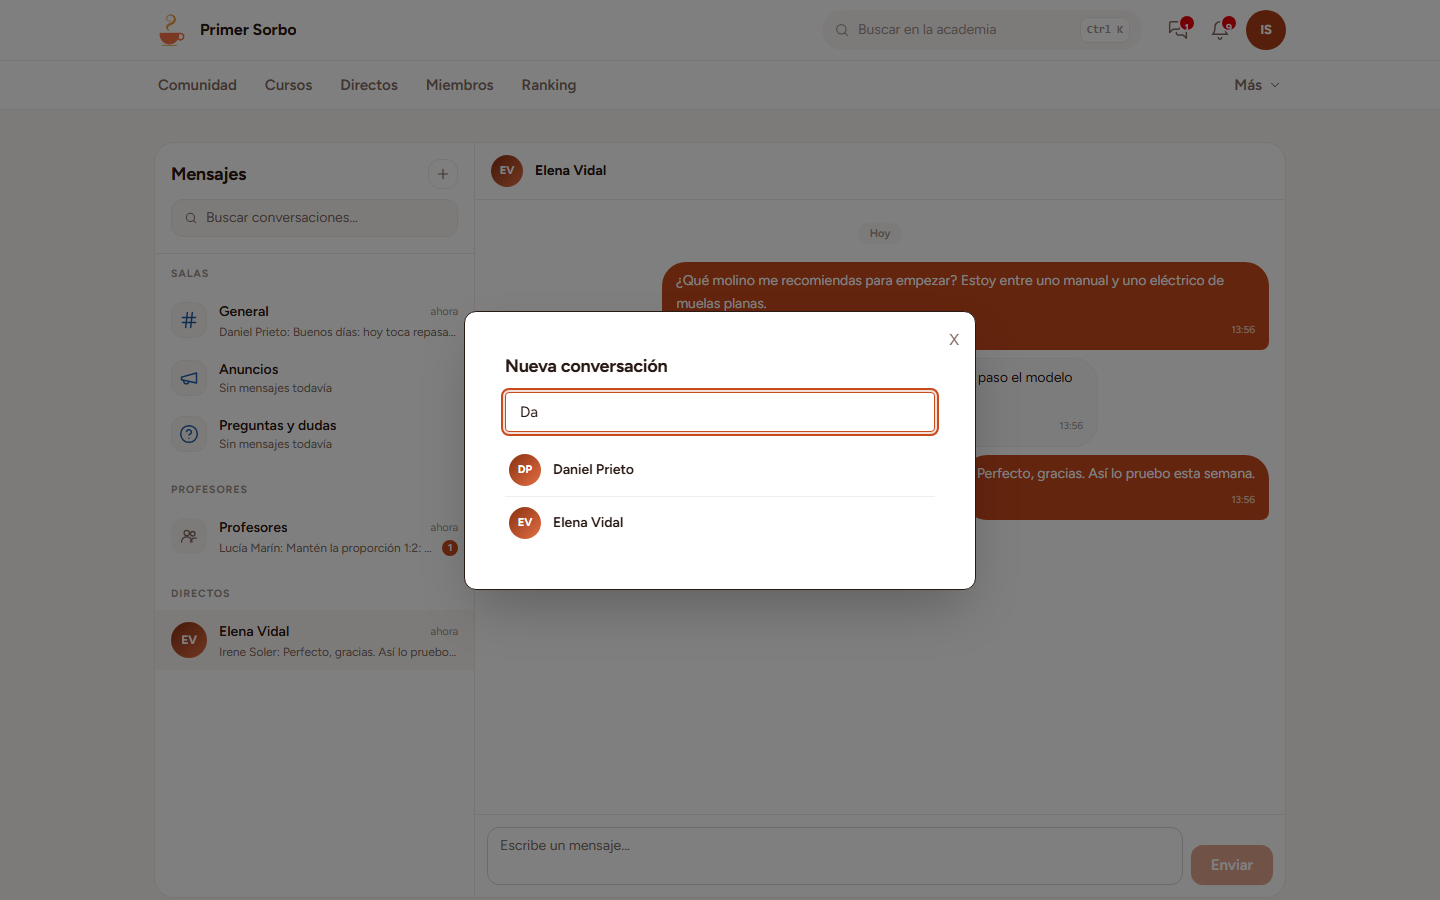 Primer Sorbo
Buscar en la academia
Ctrl K
1
9
IS
Comunidad
Cursos
Directos
Miembros
Ranking
Más
Mensajes
Buscar conversaciones...
SALAS
General
ahora
Daniel Prieto: Buenos días: hoy toca repasa...
Anuncios
Sin mensajes todavía
Preguntas y dudas
Sin mensajes todavía
PROFESORES
Profesores
ahora
Lucía Marín: Mantén la proporción 1:2: ...
1
DIRECTOS
EV
Elena Vidal
ahora
Irene Soler: Perfecto, gracias. Así lo pruebo...
EV
Elena Vidal
Hoy
¿Qué molino me recomiendas para empezar? Estoy entre uno manual y uno eléctrico de
muelas planas.
13:56
paso el modelo
13:56
Perfecto, gracias. Así lo pruebo esta semana.
13:56
X
Nueva conversación
Da
DP
Daniel Prieto
EV
Elena Vidal
Escribe un mensaje...
Enviar